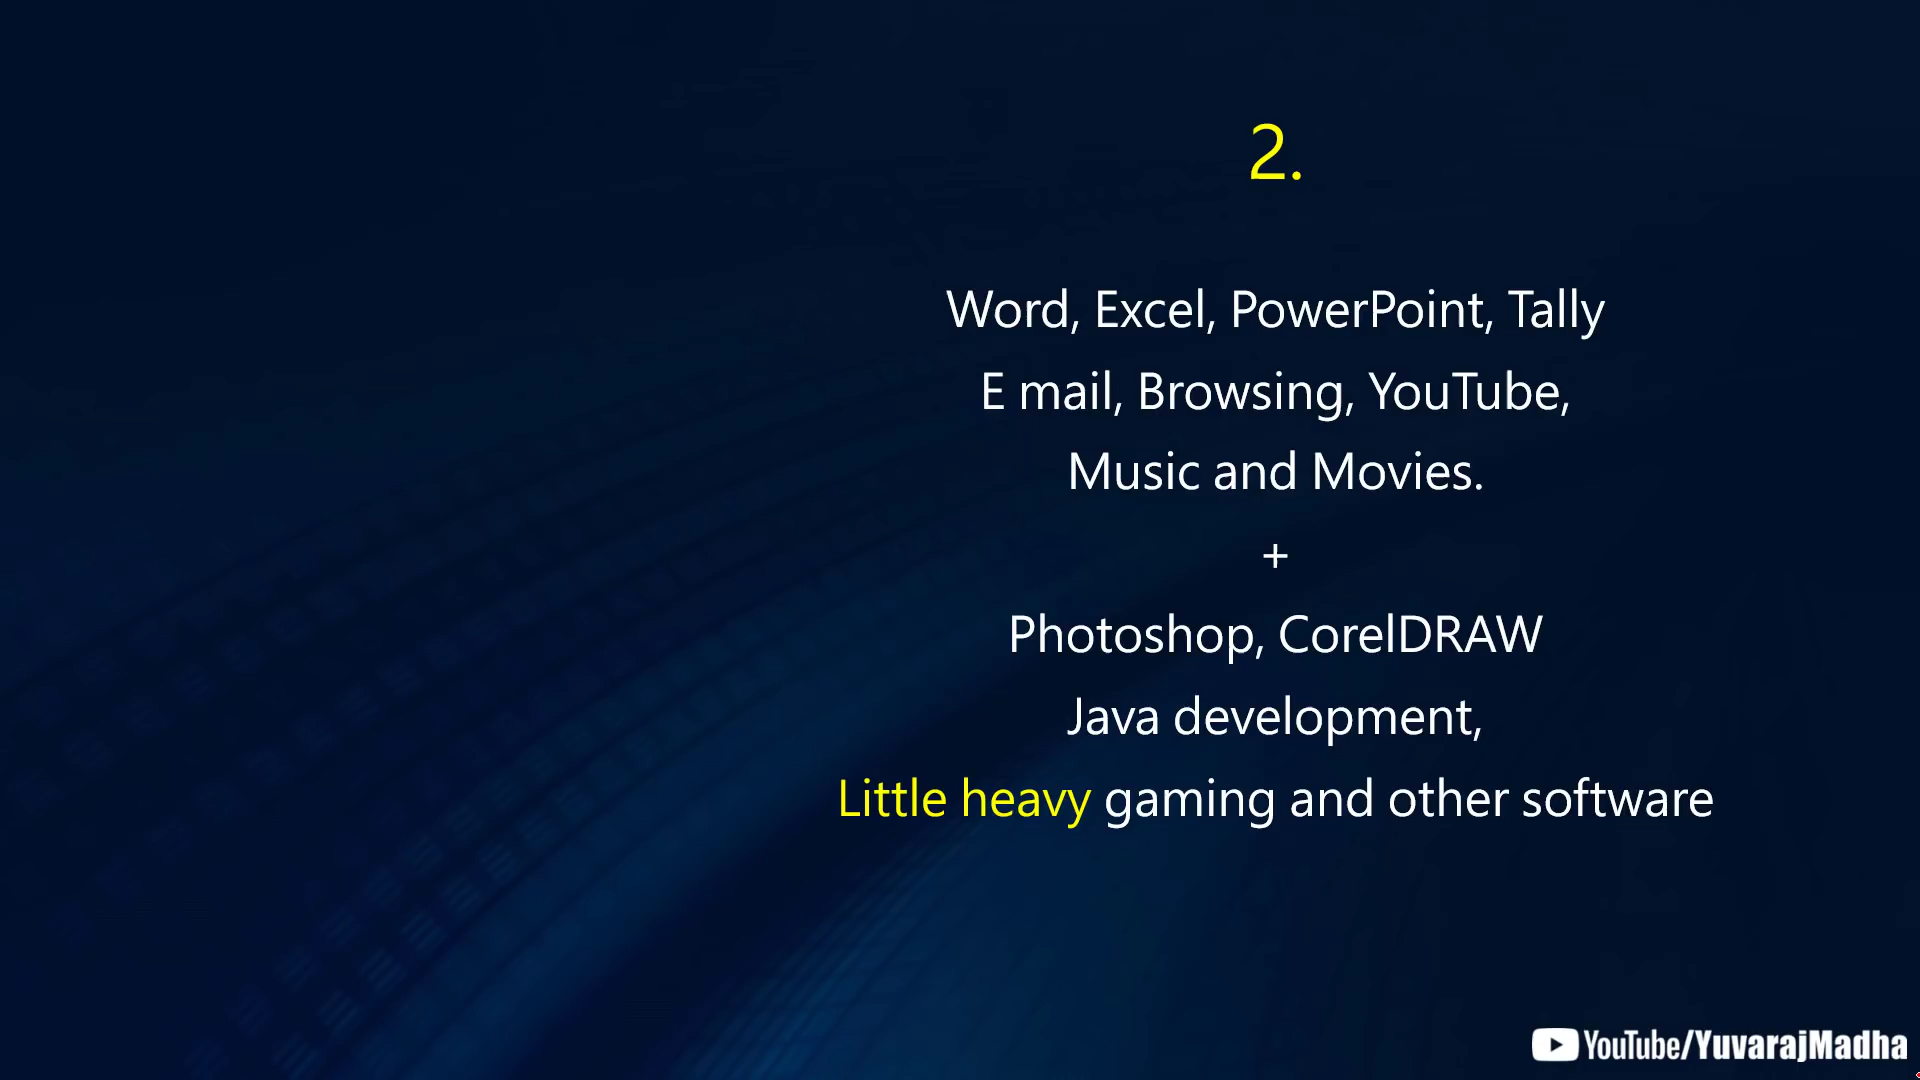 2.
Word, Excel, PowerPoint, Tally
E mail, Browsing, YouTube,
Music and Movies.
+
Photoshop, CorelDRAW
Java development,
Little heavy gaming and other software
YouTube/YuvarajMadha